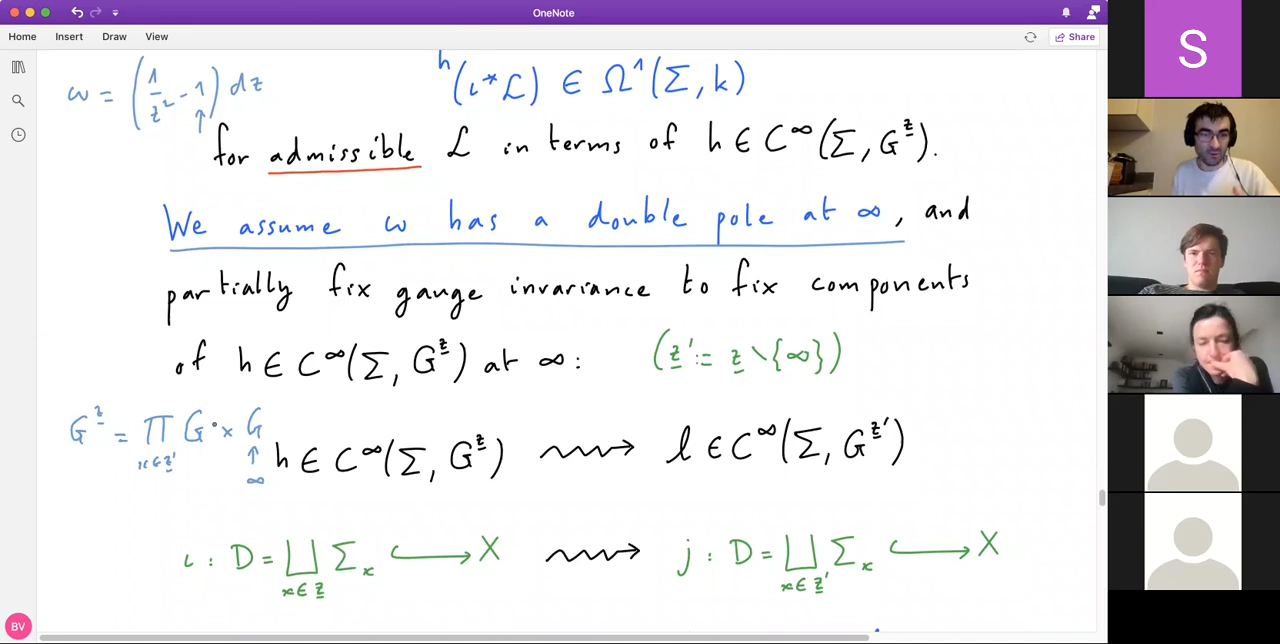 OneNote
Home Insert Draw View Share
ω = (1/z² - 1) dz
ʰ(ι*ℒ) ∈ Ω¹(Σ, k)
for admissible ℒ in terms of h ∈ C^∞(Σ, G^z).
We assume ω has a double pole at ∞, and
partially fix gauge invariance to fix components
of h ∈ C^∞(Σ, G^z) at ∞: (z' := z \ {∞})
G^z = ∏_{x∈z'} G × G
↑
∞
h ∈ C^∞(Σ, G^z) ⇝ l ∈ C^∞(Σ, G^z')
ι : D = ⨆_{x∈z} Σ_x ↪ X ⇝ j : D = ⨆_{x∈z'} Σ_x ↪ X
S
BV